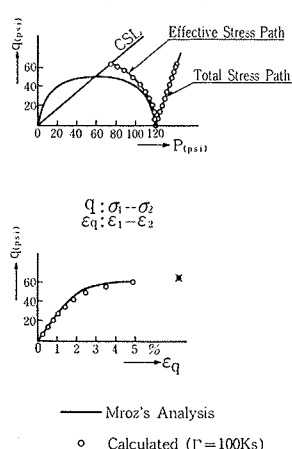 q(psi)
CSL
Effective Stress Path
Total Stress Path
60
40
20
0 20 40 60 80 100 120
P(psi)
q : σ1--σ2
εq : ε1-ε2
q(psi)
60
40
20
0 1 2 3 4 5 %
εq
Mroz's Analysis
Calculated (Γ=100Ks)